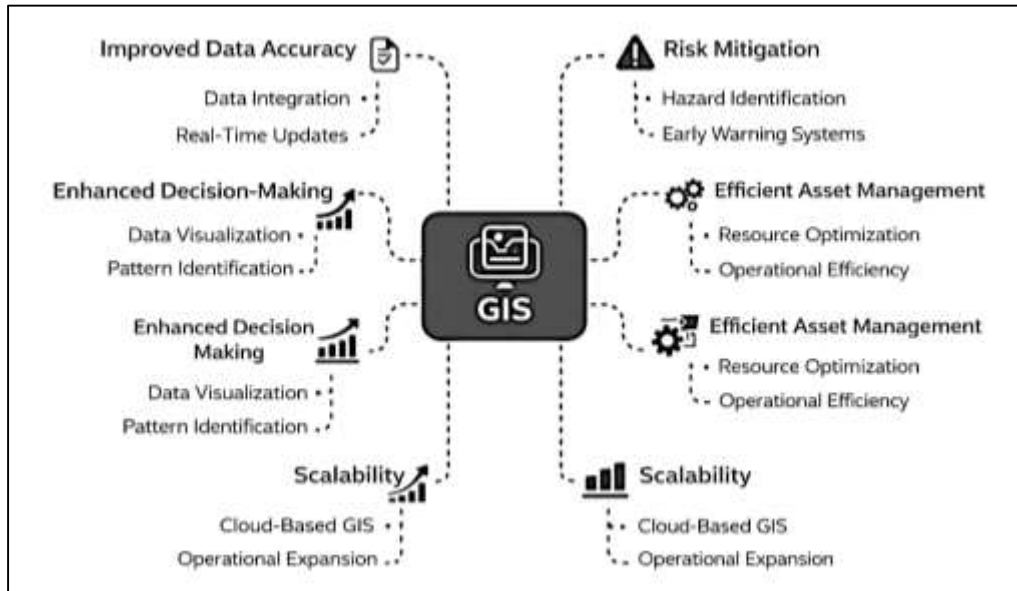 Improved Data Accuracy
Data Integration
Real-Time Updates
Enhanced Decision-Making
Data Visualization
Pattern Identification
Enhanced Decision
Making
Data Visualization
Pattern Identification
Scalability
Cloud-Based GIS
Operational Expansion
GIS
Risk Mitigation
Hazard Identification
Early Warning Systems
Efficient Asset Management
Resource Optimization
Operational Efficiency
Efficient Asset Management
Resource Optimization
Operational Efficiency
Scalability
Cloud-Based GIS
Operational Expansion